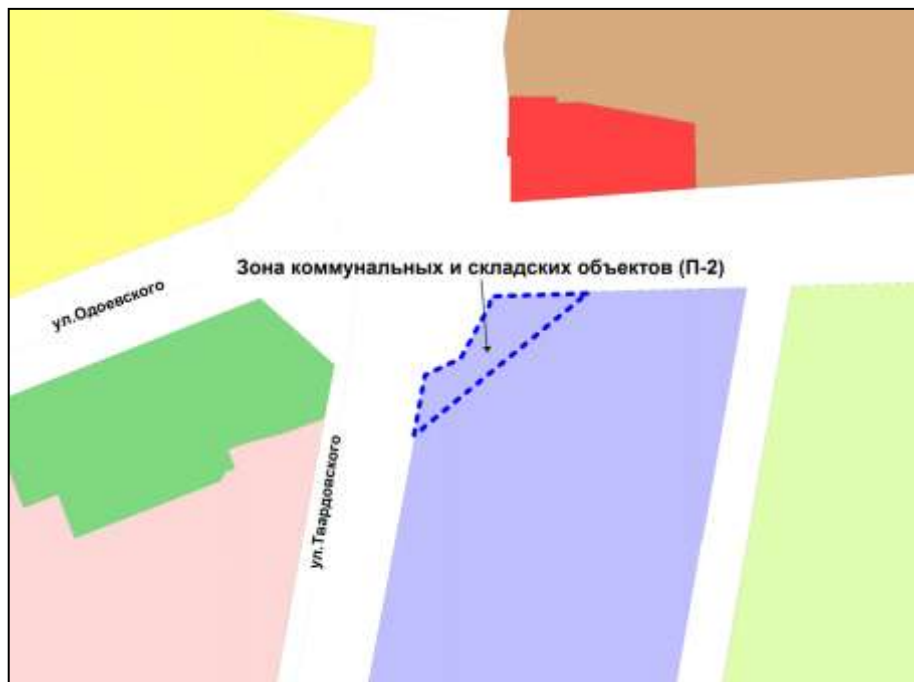 Зона коммунальных и складских объектов (П-2)
ул.Одоевского
ул.Твардовского